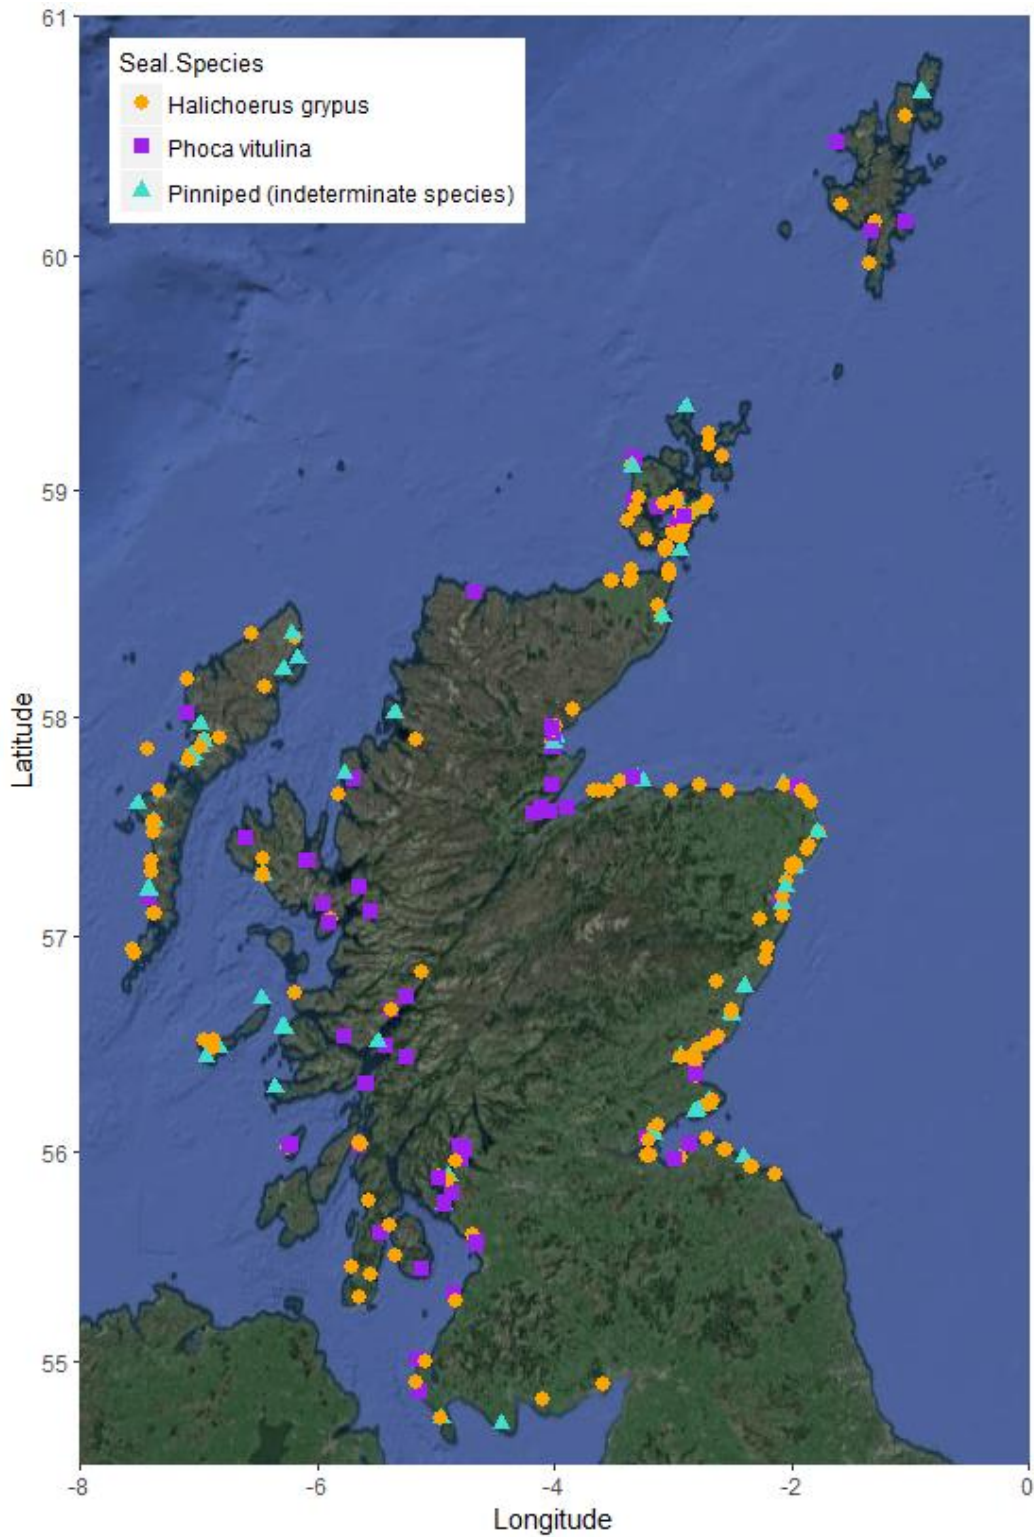 Seal.Species
Halichoerus grypus
Phoca vitulina
Pinniped (indeterminate species)
Latitude
61
60
59
58
57
56
55
-8
-6
-4
-2
0
Longitude